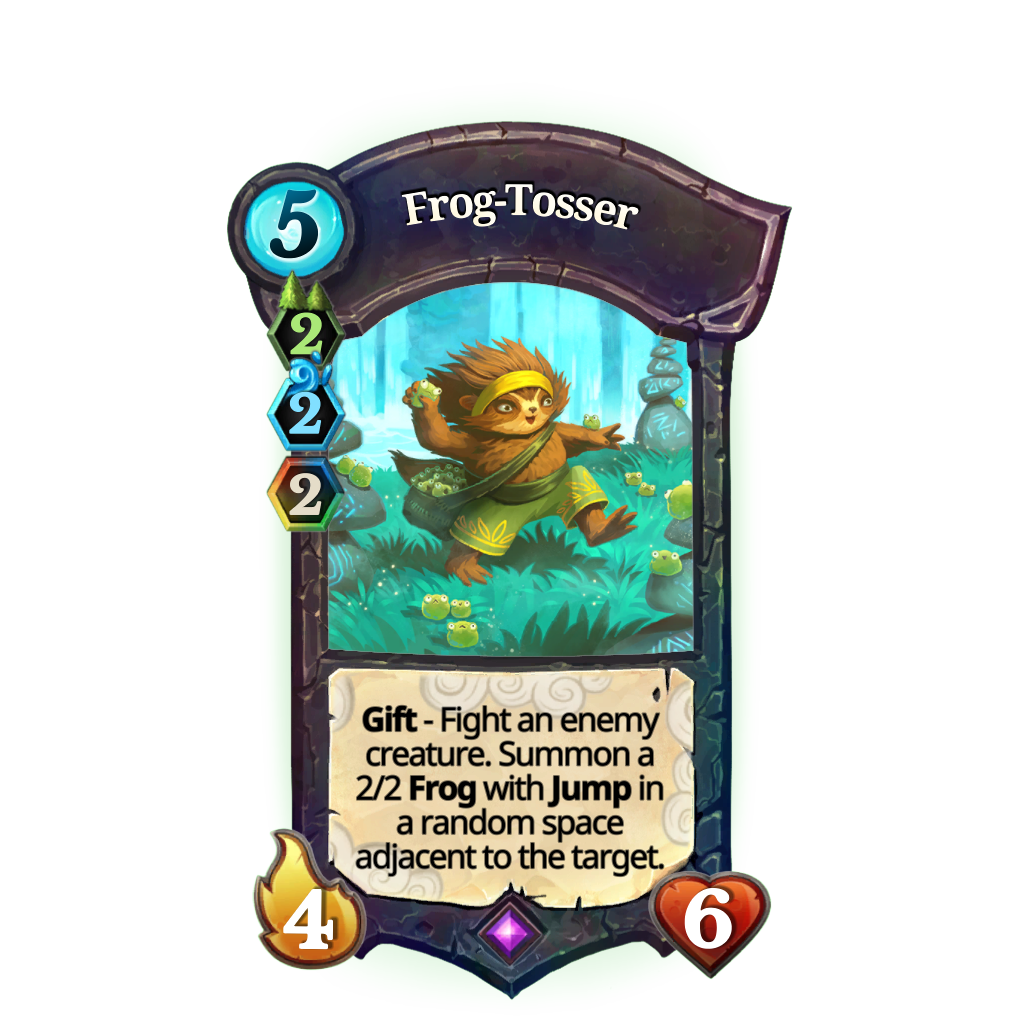 Frog-Tosser
5
2
2
2
Gift - Fight an enemy
creature. Summon a
2/2 Frog with Jump in
a random space
adjacent to the target.
4
6